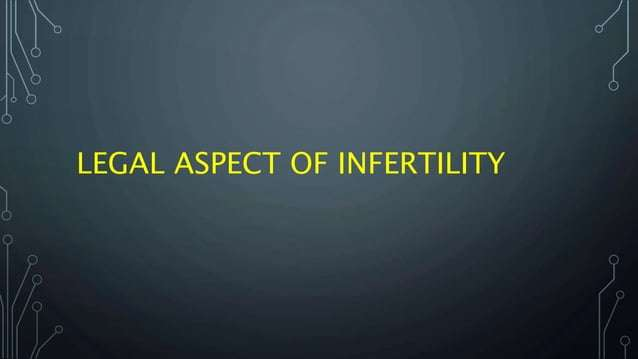 LEGAL ASPECT OF INFERTILITY